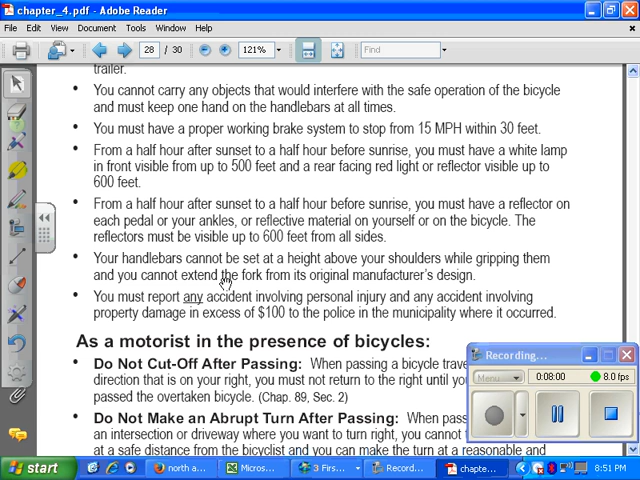 chapter_4.pdf - Adobe Reader
File Edit View Document Tools Window Help
28 / 30 121% Find
trailer.
• You cannot carry any objects that would interfere with the safe operation of the bicycle
and must keep one hand on the handlebars at all times.
• You must have a proper working brake system to stop from 15 MPH within 30 feet.
• From a half hour after sunset to a half hour before sunrise, you must have a white lamp
in front visible from up to 500 feet and a rear facing red light or reflector visible up to
600 feet.
• From a half hour after sunset to a half hour before sunrise, you must have a reflector on
each pedal or your ankles, or reflective material on yourself or on the bicycle. The
reflectors must be visible up to 600 feet from all sides.
• Your handlebars cannot be set at a height above your shoulders while gripping them
and you cannot extend the fork from its original manufacturer's design.
• You must report any accident involving personal injury and any accident involving
property damage in excess of $100 to the police in the municipality where it occurred.
As a motorist in the presence of bicycles:
• Do Not Cut-Off After Passing: When passing a bicycle trave
direction that is on your right, you must not return to the right until yo
passed the overtaken bicycle. (Chap. 89, Sec. 2)
• Do Not Make an Abrupt Turn After Passing: When pass
an intersection or driveway where you want to turn right, you cannot
at a safe distance from the bicyclist and you can make the turn at a reasonable and
Recording...
Menu 0:08:00 8.0 fps
start north a... Micros... 3 Firef... Record... chapte... 8:51 PM